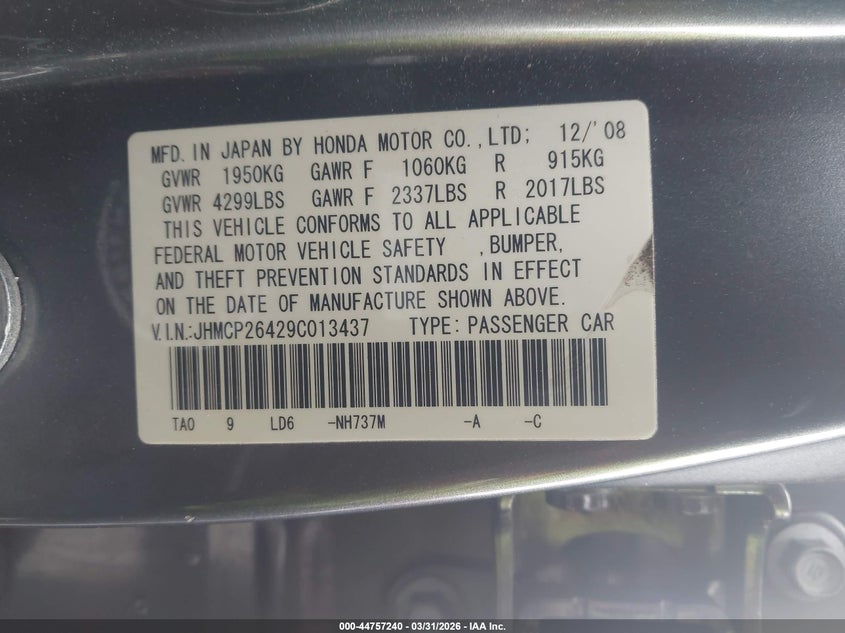 MFD. IN JAPAN BY HONDA MOTOR CO.,LTD; 12/'08
GVWR 1950KG GAWR F 1060KG R 915KG
GVWR 4299LBS GAWR F 2337LBS R 2017LBS
THIS VEHICLE CONFORMS TO ALL APPLICABLE
FEDERAL MOTOR VEHICLE SAFETY ,BUMPER,
AND THEFT PREVENTION STANDARDS IN EFFECT
ON THE DATE OF MANUFACTURE SHOWN ABOVE.
V.I.N.:JHMCP26429C013437 TYPE: PASSENGER CAR
TA0 9 LD6 -NH737M -A -C
000-44757240 - 03/31/2026 - IAA Inc.